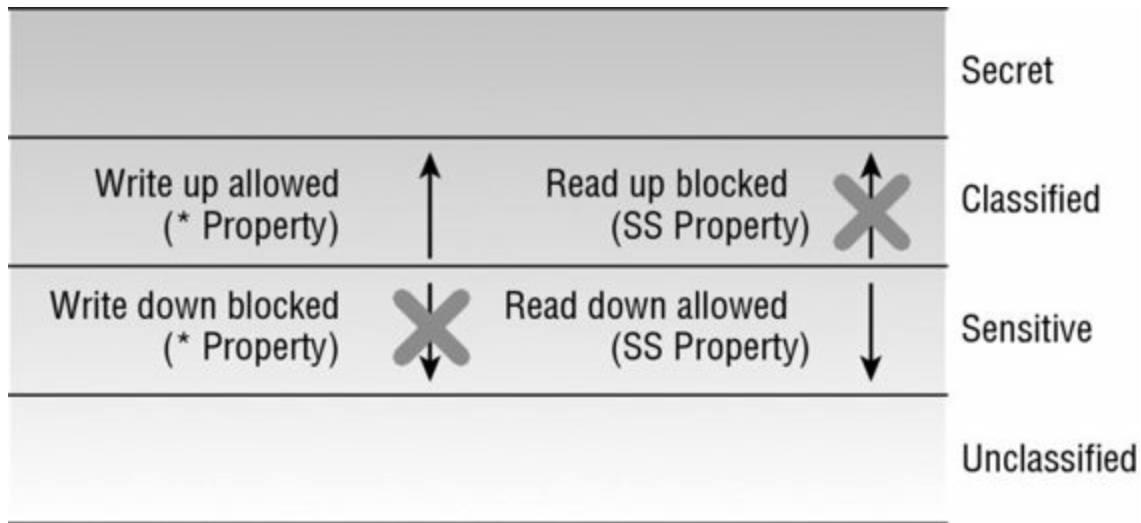 Secret
Write up allowed
(* Property)
Read up blocked
(SS Property)
Classified
Write down blocked
(* Property)
Read down allowed
(SS Property)
Sensitive
Unclassified